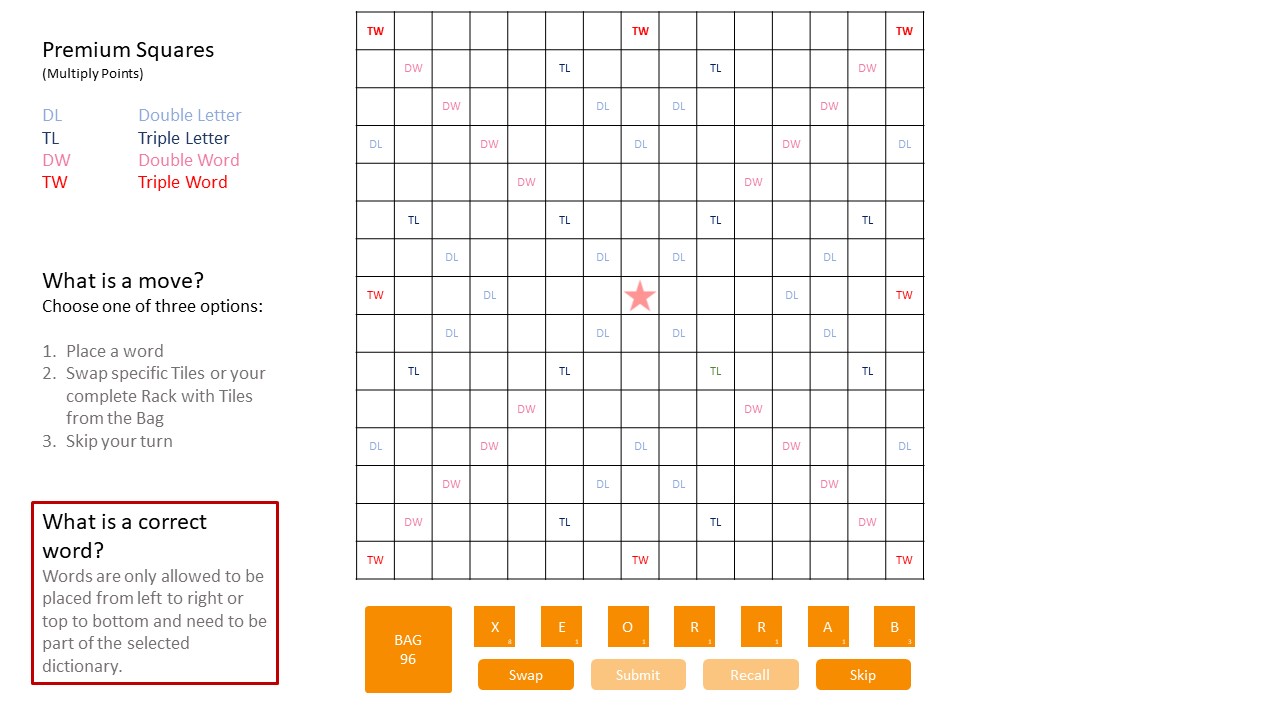 Premium Squares
(Multiply Points)
DL Double Letter
TL Triple Letter
DW Double Word
TW Triple Word
What is a move?
Choose one of three options:
1. Place a word
2. Swap specific Tiles or your
complete Rack with Tiles
from the Bag
3. Skip your turn
What is a correct
word?
Words are only allowed to be
placed from left to right or
top to bottom and need to be
part of the selected
dictionary.
TW TW TW
DW TL TL DW
DW DL DL DW
DL DW DL DW DL
DW DW
TL TL TL TL
DL DL DL DL
TW DL DL TW
DL DL DL DL
TL TL TL TL
DW DW
DL DW DL DW DL
DW DL DL DW
DW TL TL DW
TW TW TW
BAG
96
X E O R R A B
1 1 1 1 1 3
Swap Submit Recall Skip